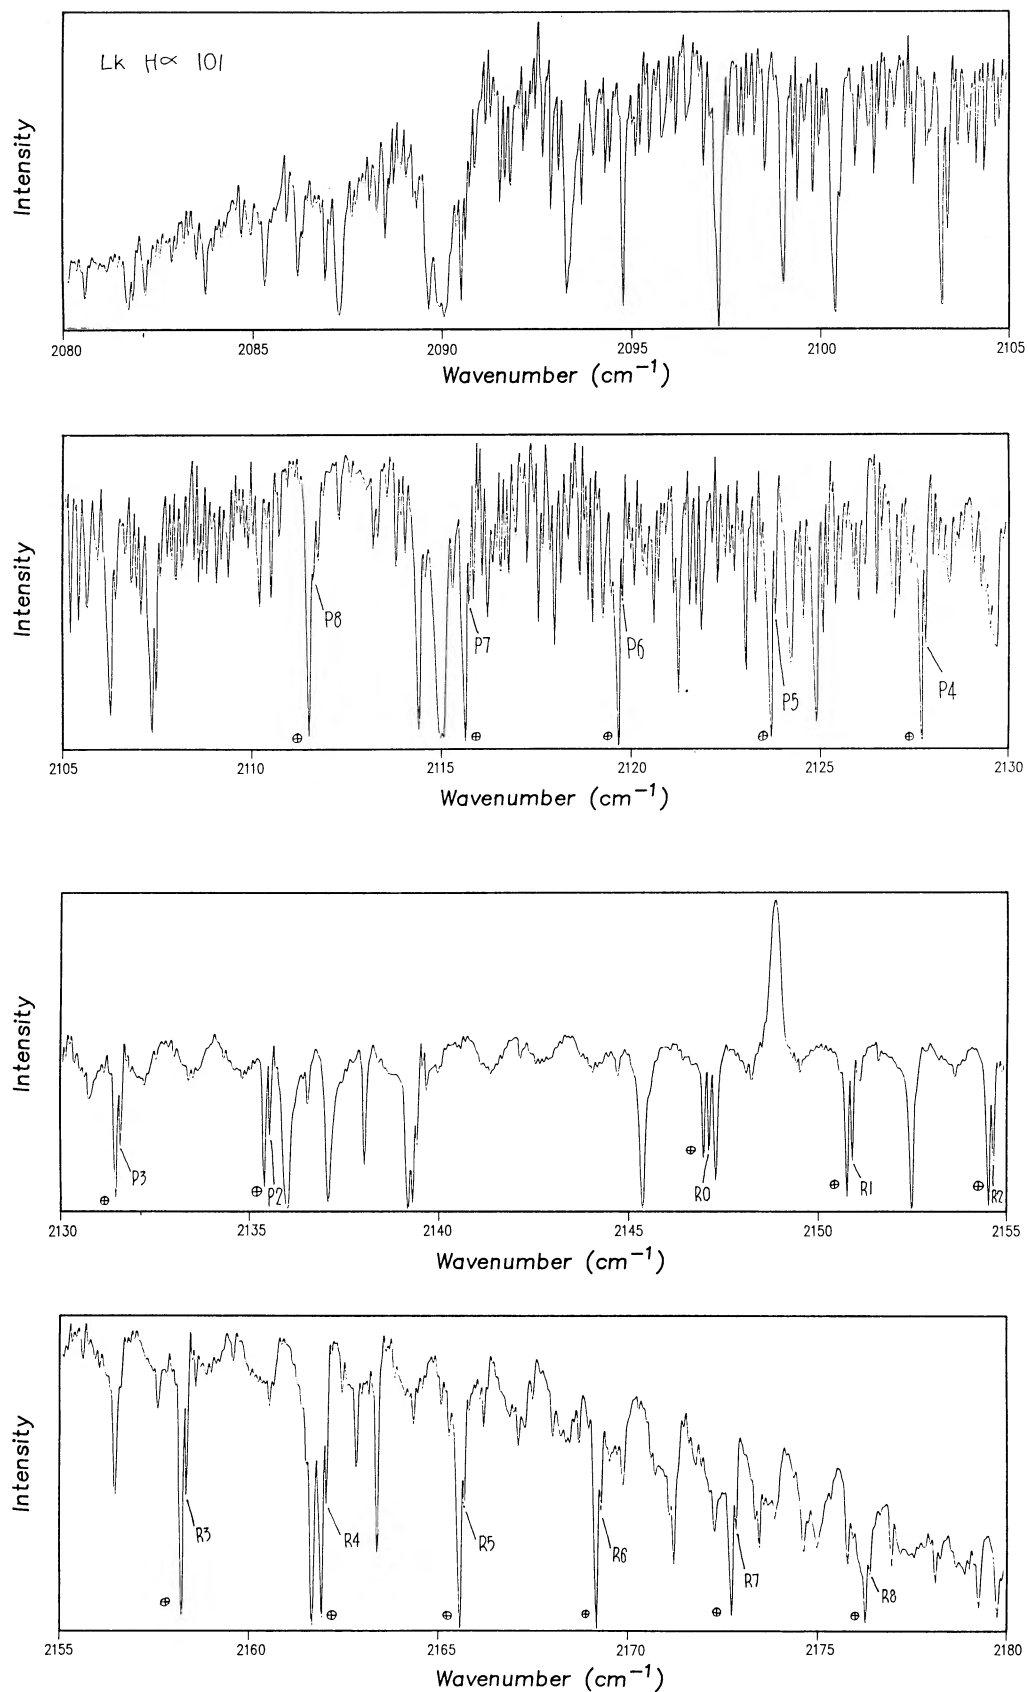 Lk Hα 101
Intensity
2080 2085 2090 2095 2100 2105
Wavenumber (cm⁻¹)
Intensity
P8 P7 P6 P5 P4
⊕ ⊕ ⊕ ⊕ ⊕
2105 2110 2115 2120 2125 2130
Wavenumber (cm⁻¹)
Intensity
P3 P2 R0 R1 R2
⊕ ⊕ ⊕ ⊕ ⊕
2130 2135 2140 2145 2150 2155
Wavenumber (cm⁻¹)
Intensity
R3 R4 R5 R6 R7 R8
⊕ ⊕ ⊕ ⊕ ⊕ ⊕
2155 2160 2165 2170 2175 2180
Wavenumber (cm⁻¹)